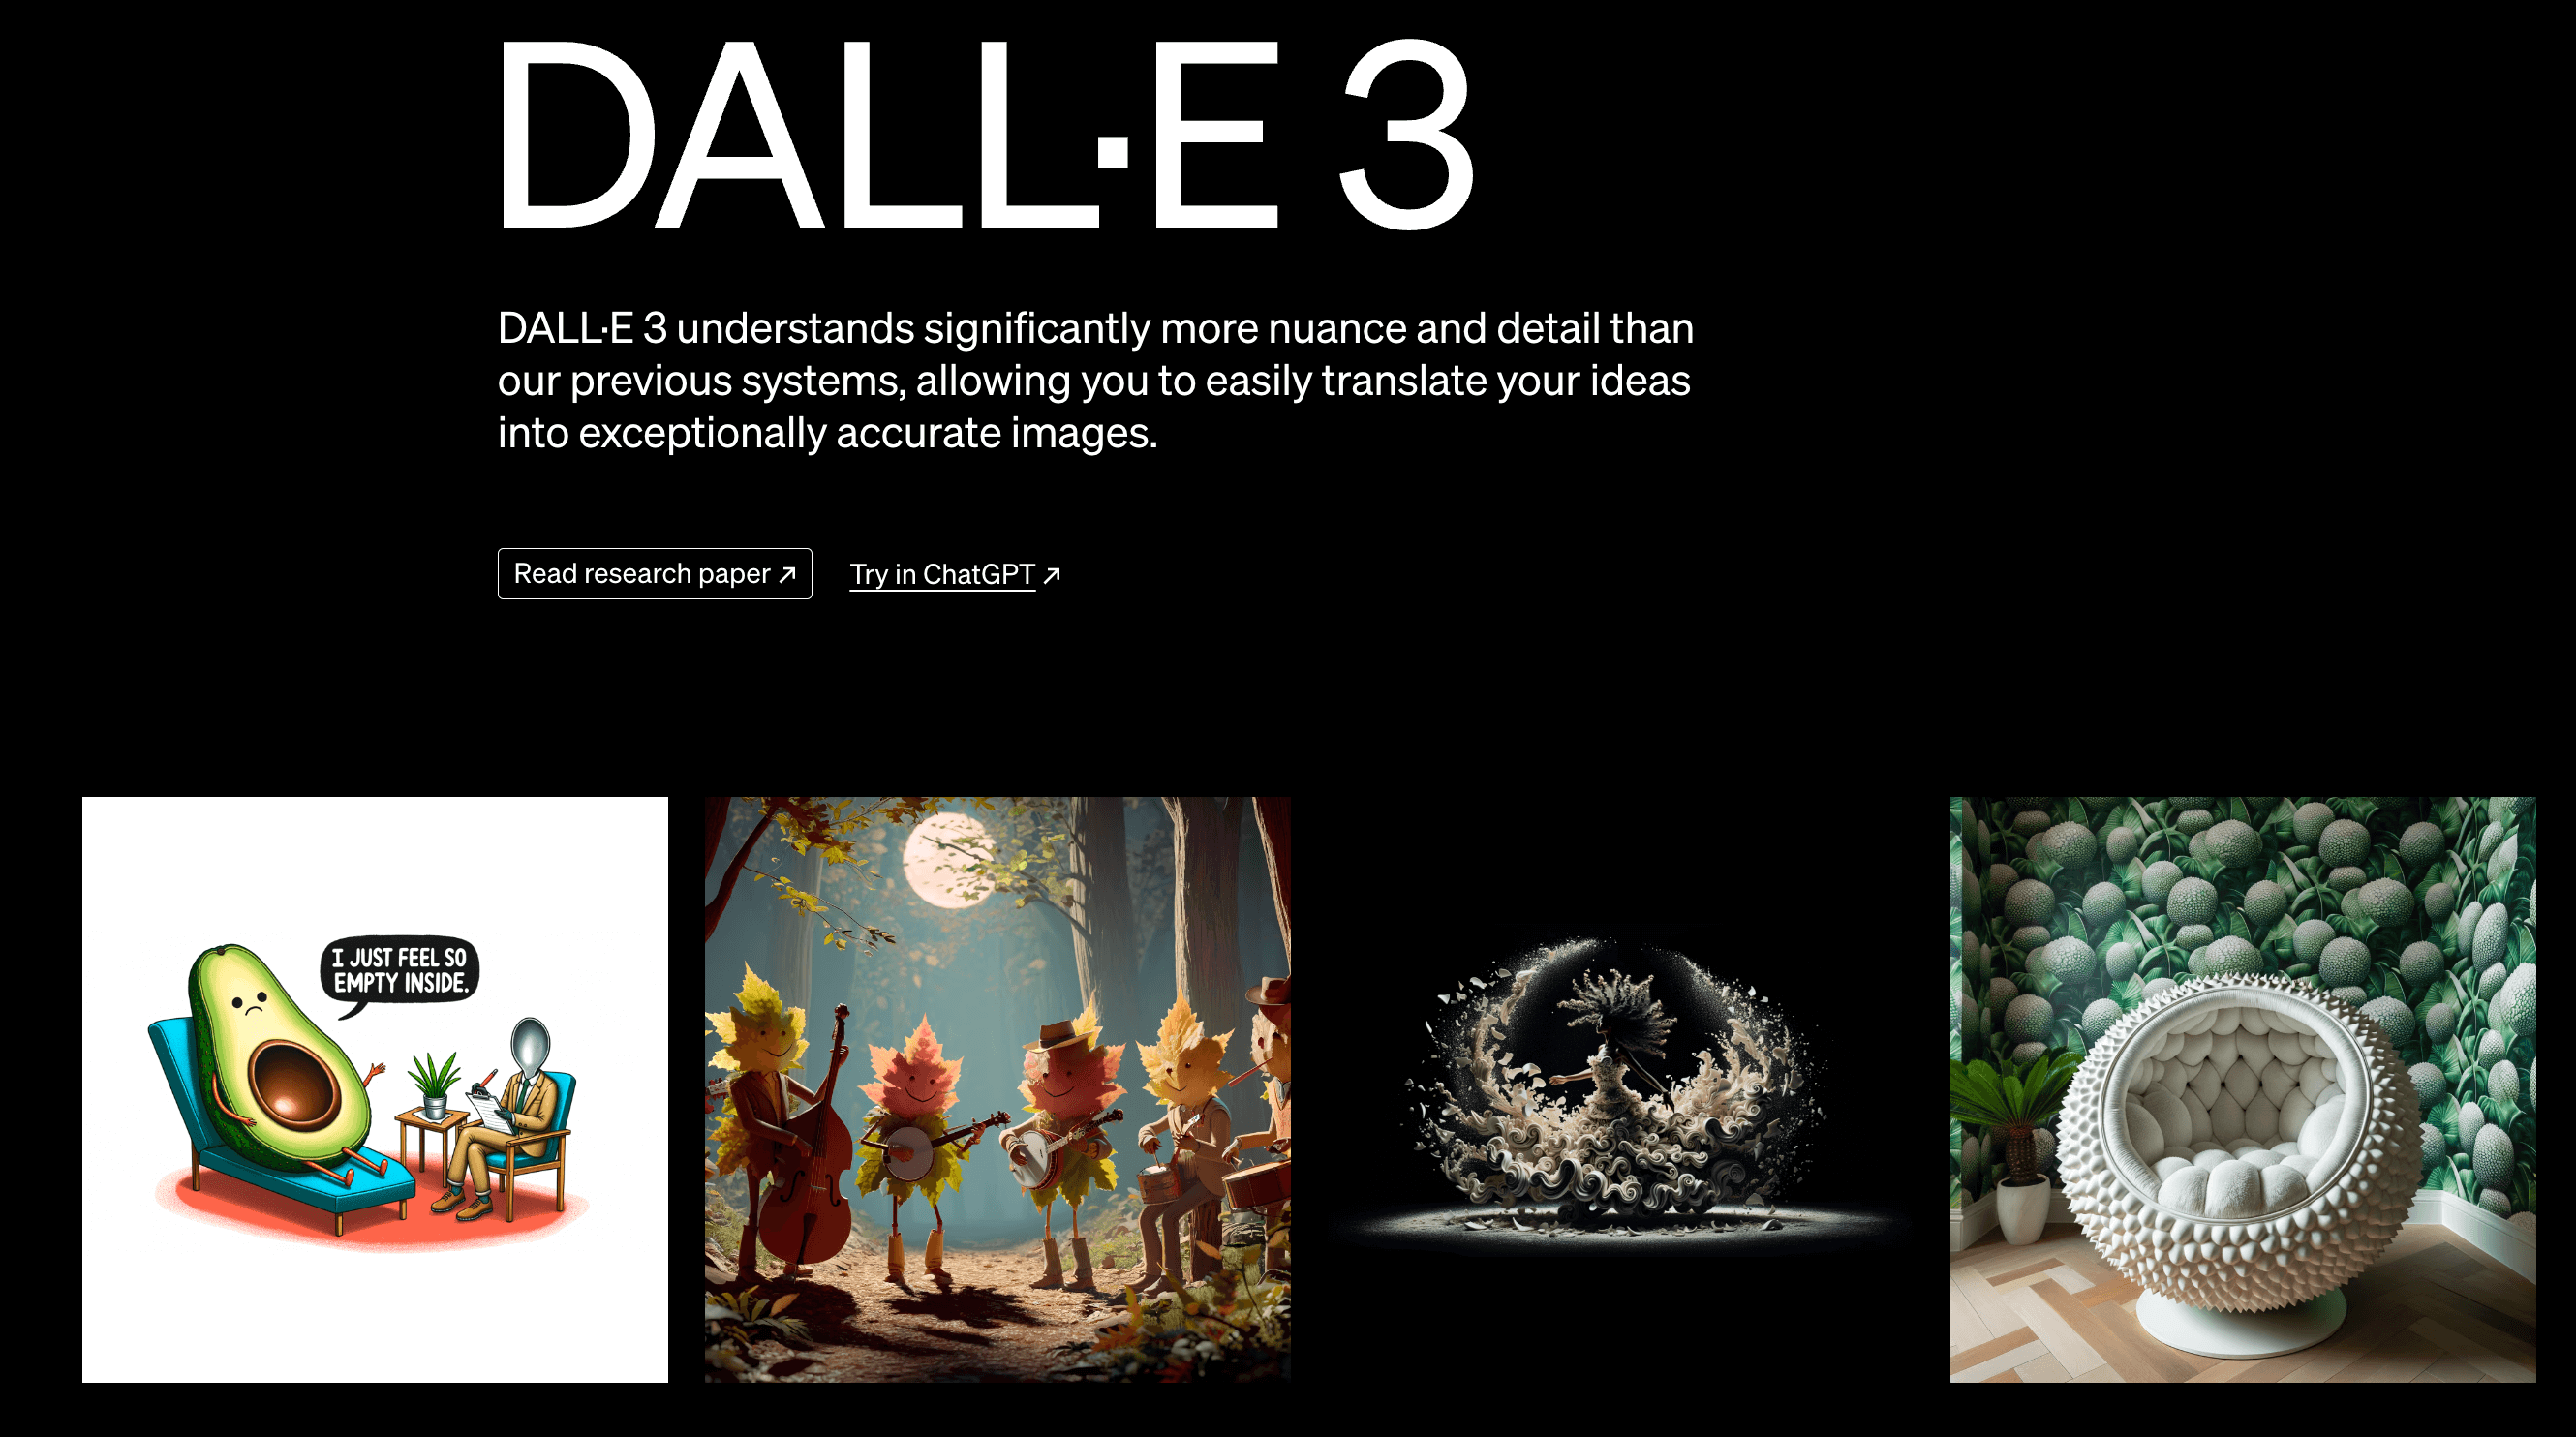 DALL·E 3
DALL·E 3 understands significantly more nuance and detail than
our previous systems, allowing you to easily translate your ideas
into exceptionally accurate images.
Read research paper ↗
Try in ChatGPT ↗
I JUST FEEL SO
EMPTY INSIDE.